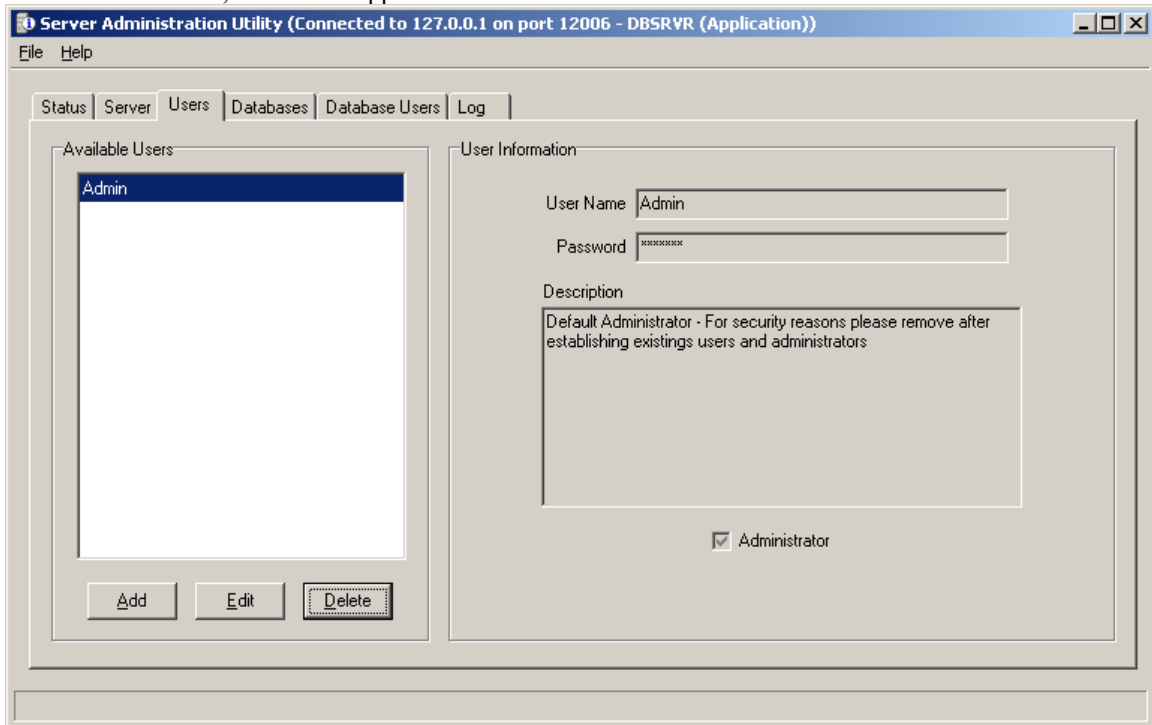 Server Administration Utility (Connected to 127.0.0.1 on port 12006 - DBSRVR (Application))
File Help
Status Server Users Databases Database Users Log
Available Users
Admin
Add Edit Delete
User Information
User Name Admin
Password *******
Description
Default Administrator - For security reasons please remove after
establishing existings users and administrators
Administrator